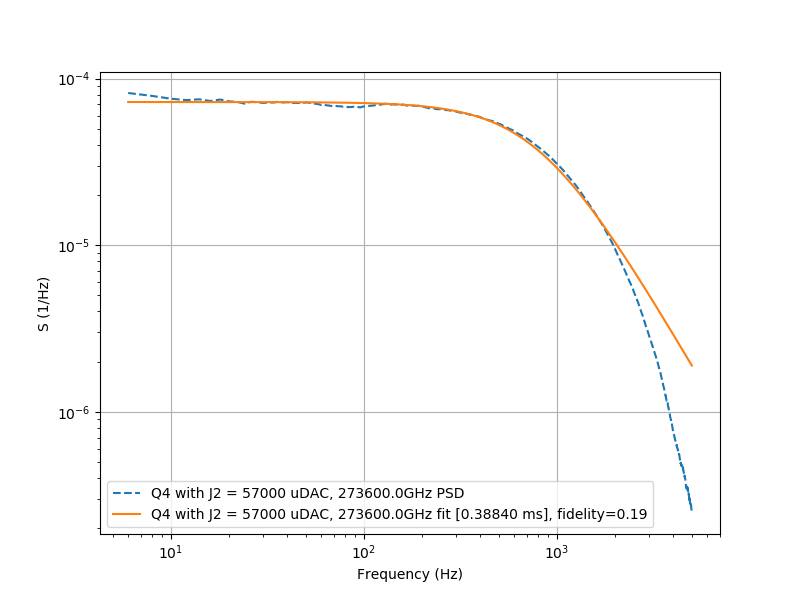 10^-4
10^-5
10^-6
S (1/Hz)
Q4 with J2 = 57000 uDAC, 273600.0GHz PSD
Q4 with J2 = 57000 uDAC, 273600.0GHz fit [0.38840 ms], fidelity=0.19
10^1 10^2 10^3
Frequency (Hz)